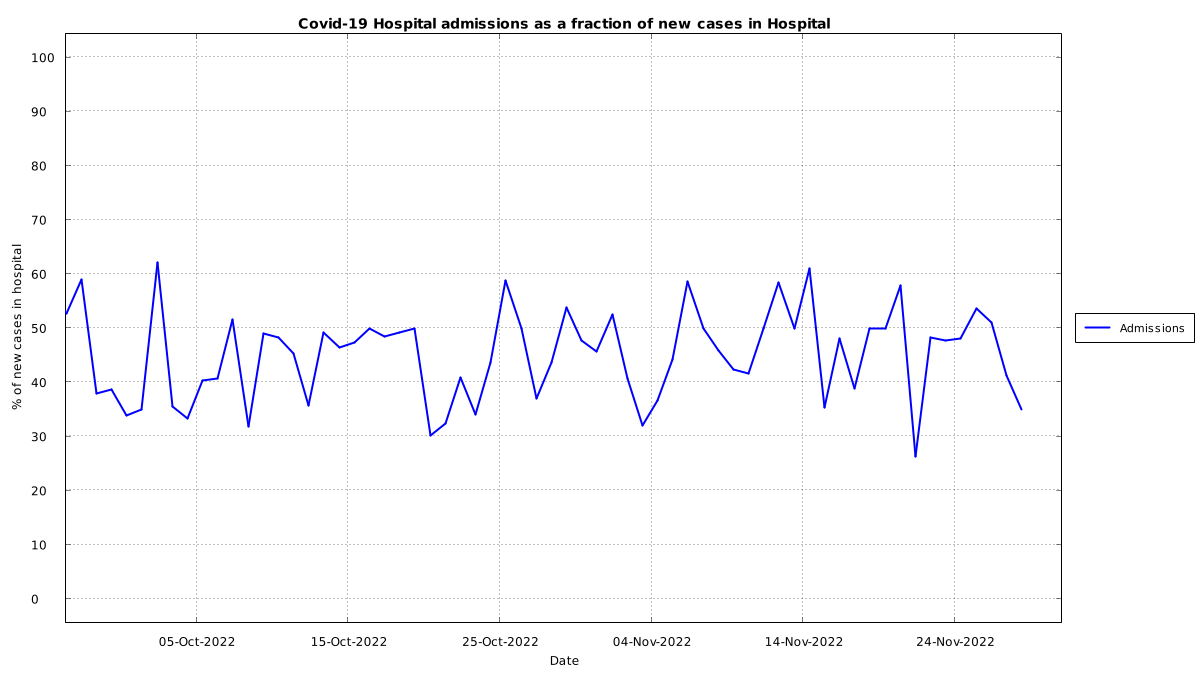 Covid-19 Hospital admissions as a fraction of new cases in Hospital
100
90
80
70
60
50
40
30
20
10
0
% of new cases in hospital
05-Oct-2022
15-Oct-2022
25-Oct-2022
04-Nov-2022
14-Nov-2022
24-Nov-2022
Date
Admissions